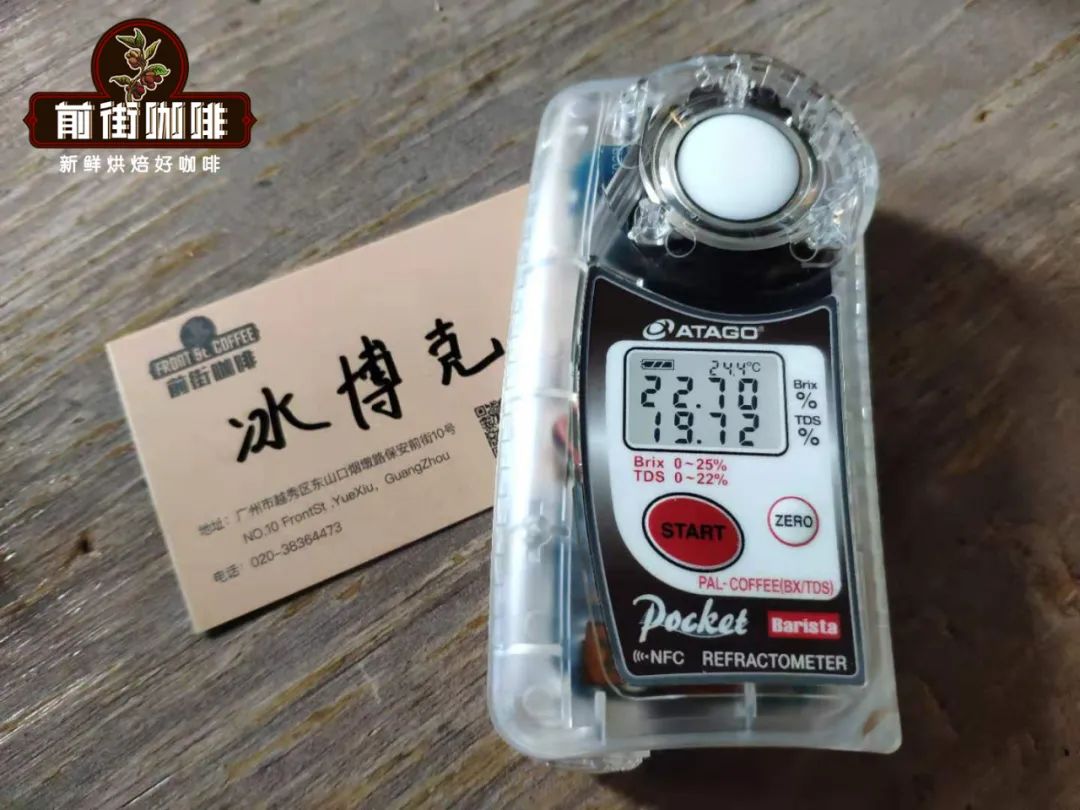 前街咖啡
新鲜烘焙好咖啡
FRONT St. COFFEE
前街咖啡
冰博克
地址：广州市越秀区东山口烟墩路保安前街10号
NO.10 FrontSt ,YueXiu, GuangZhou
电话：020-38364473
ATAGO®
24.4°C
22.70 Brix %
19.72 TDS %
Brix 0~25%
TDS 0~22%
START
ZERO
PAL-COFFEE(BX/TDS)
Pocket Barista
NFC REFRACTOMETER